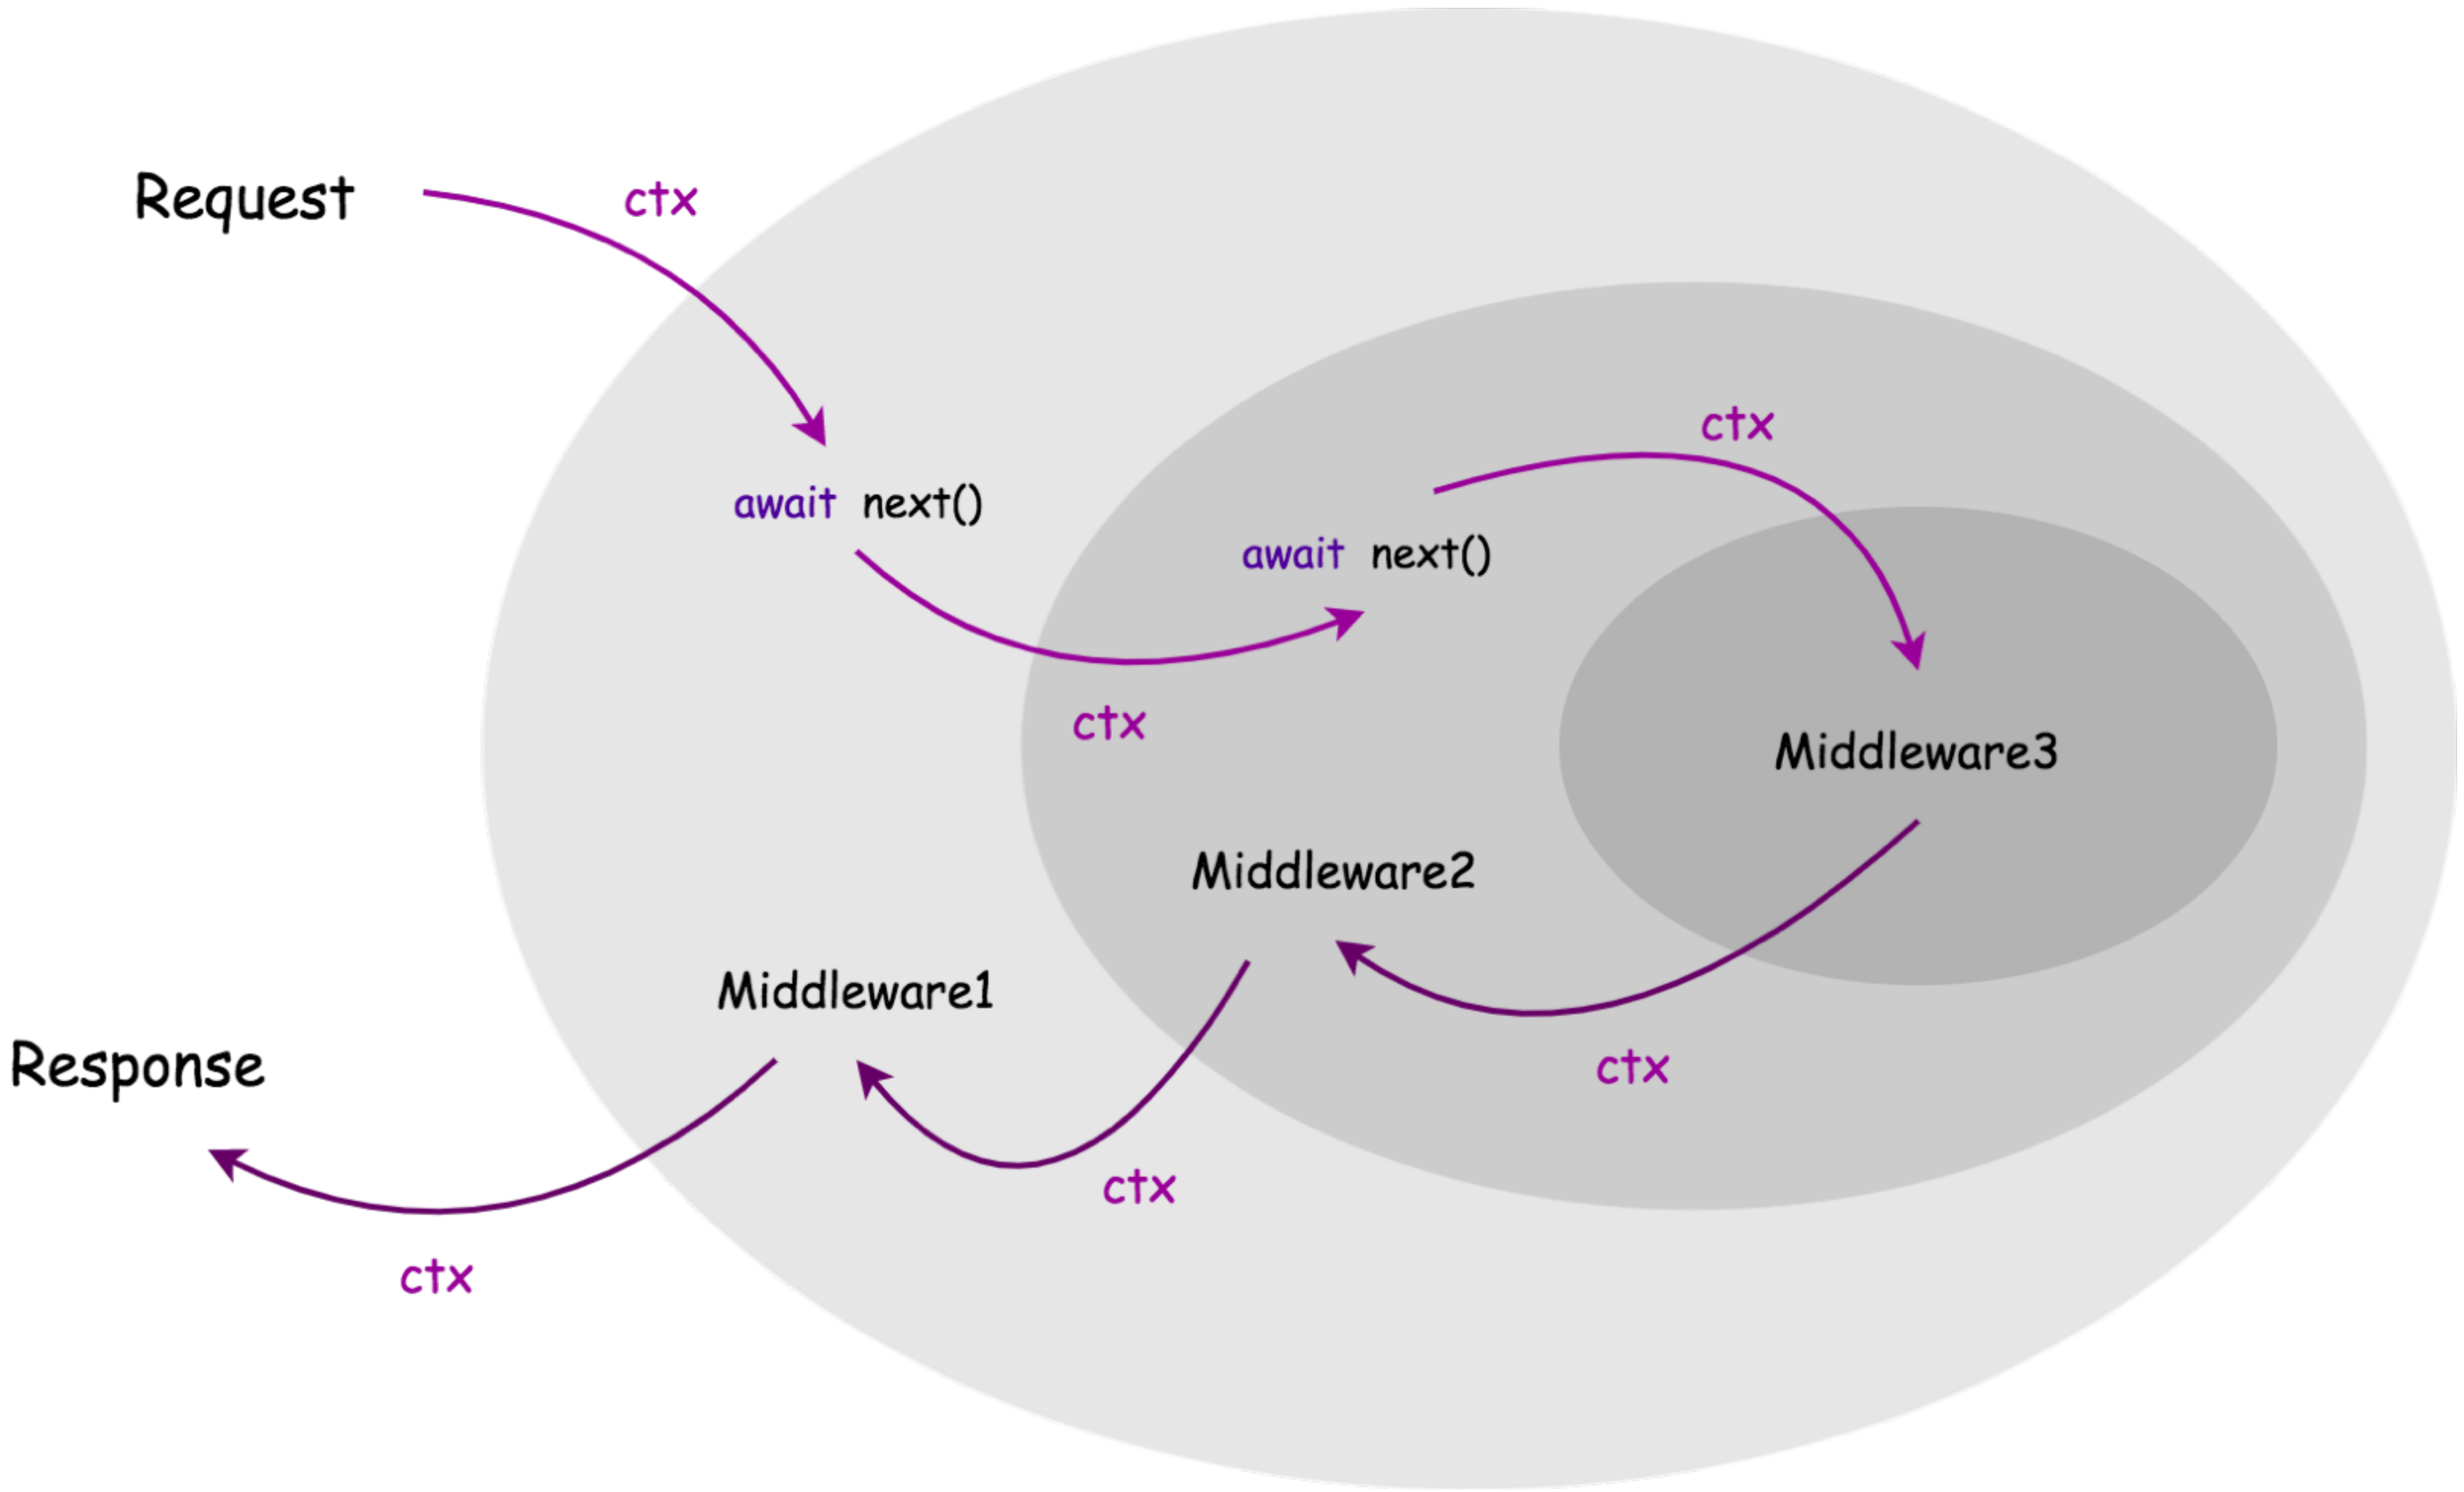 Request
ctx
ctx
await next()
await next()
ctx
Middleware3
Middleware2
Middleware1
Response
ctx
ctx
ctx